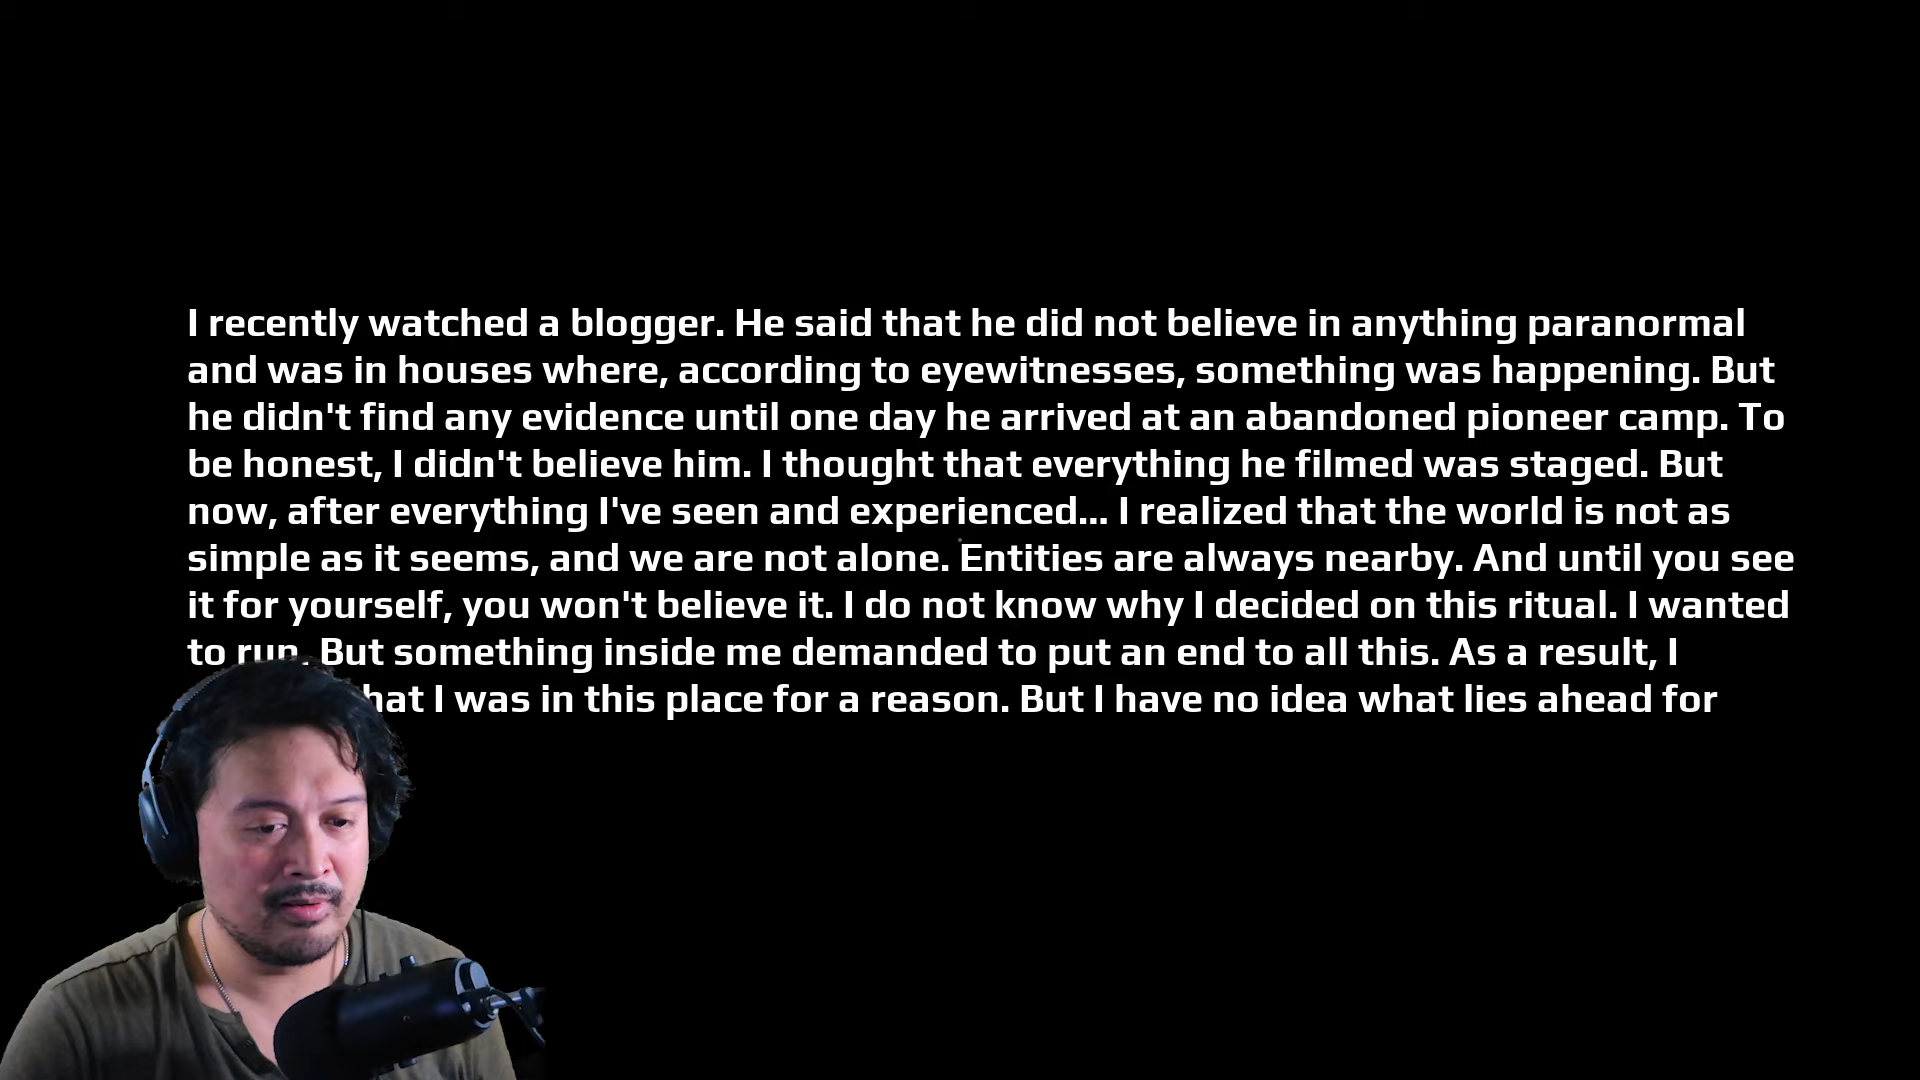 I recently watched a blogger. He said that he did not believe in anything paranormal
and was in houses where, according to eyewitnesses, something was happening. But
he didn't find any evidence until one day he arrived at an abandoned pioneer camp. To
be honest, I didn't believe him. I thought that everything he filmed was staged. But
now, after everything I've seen and experienced... I realized that the world is not as
simple as it seems, and we are not alone. Entities are always nearby. And until you see
it for yourself, you won't believe it. I do not know why I decided on this ritual. I wanted
to run. But something inside me demanded to put an end to all this. As a result, I
I was in this place for a reason. But I have no idea what lies ahead for